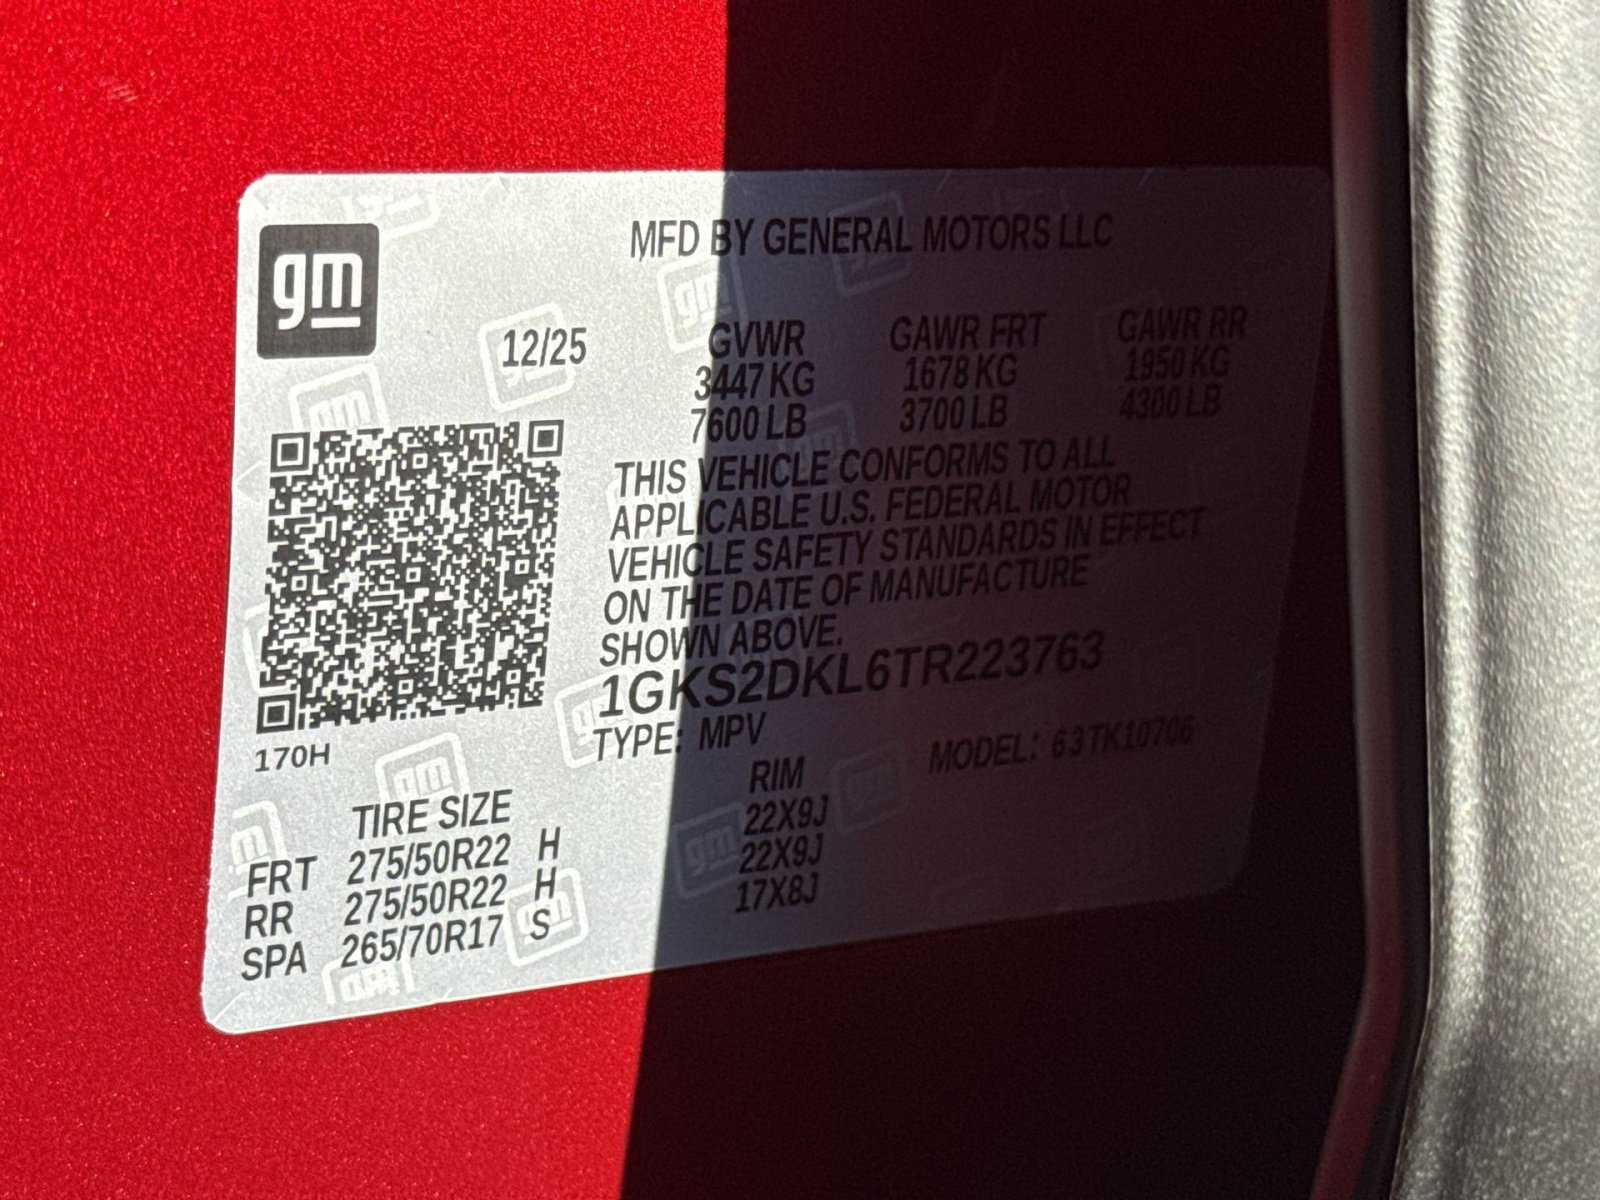 gm
MFD BY GENERAL MOTORS LLC
12/25
GVWR GAWR FRT GAWR RR
3447 KG 1678 KG 1950 KG
7600 LB 3700 LB 4300 LB
THIS VEHICLE CONFORMS TO ALL
APPLICABLE U.S. FEDERAL MOTOR
VEHICLE SAFETY STANDARDS IN EFFECT
ON THE DATE OF MANUFACTURE
SHOWN ABOVE.
1GKS2DKL6TR223763
TYPE: MPV MODEL: 63TK10706
170H
TIRE SIZE RIM
FRT 275/50R22 H 22X9J
RR 275/50R22 H 22X9J
SPA 265/70R17 S 17X8J